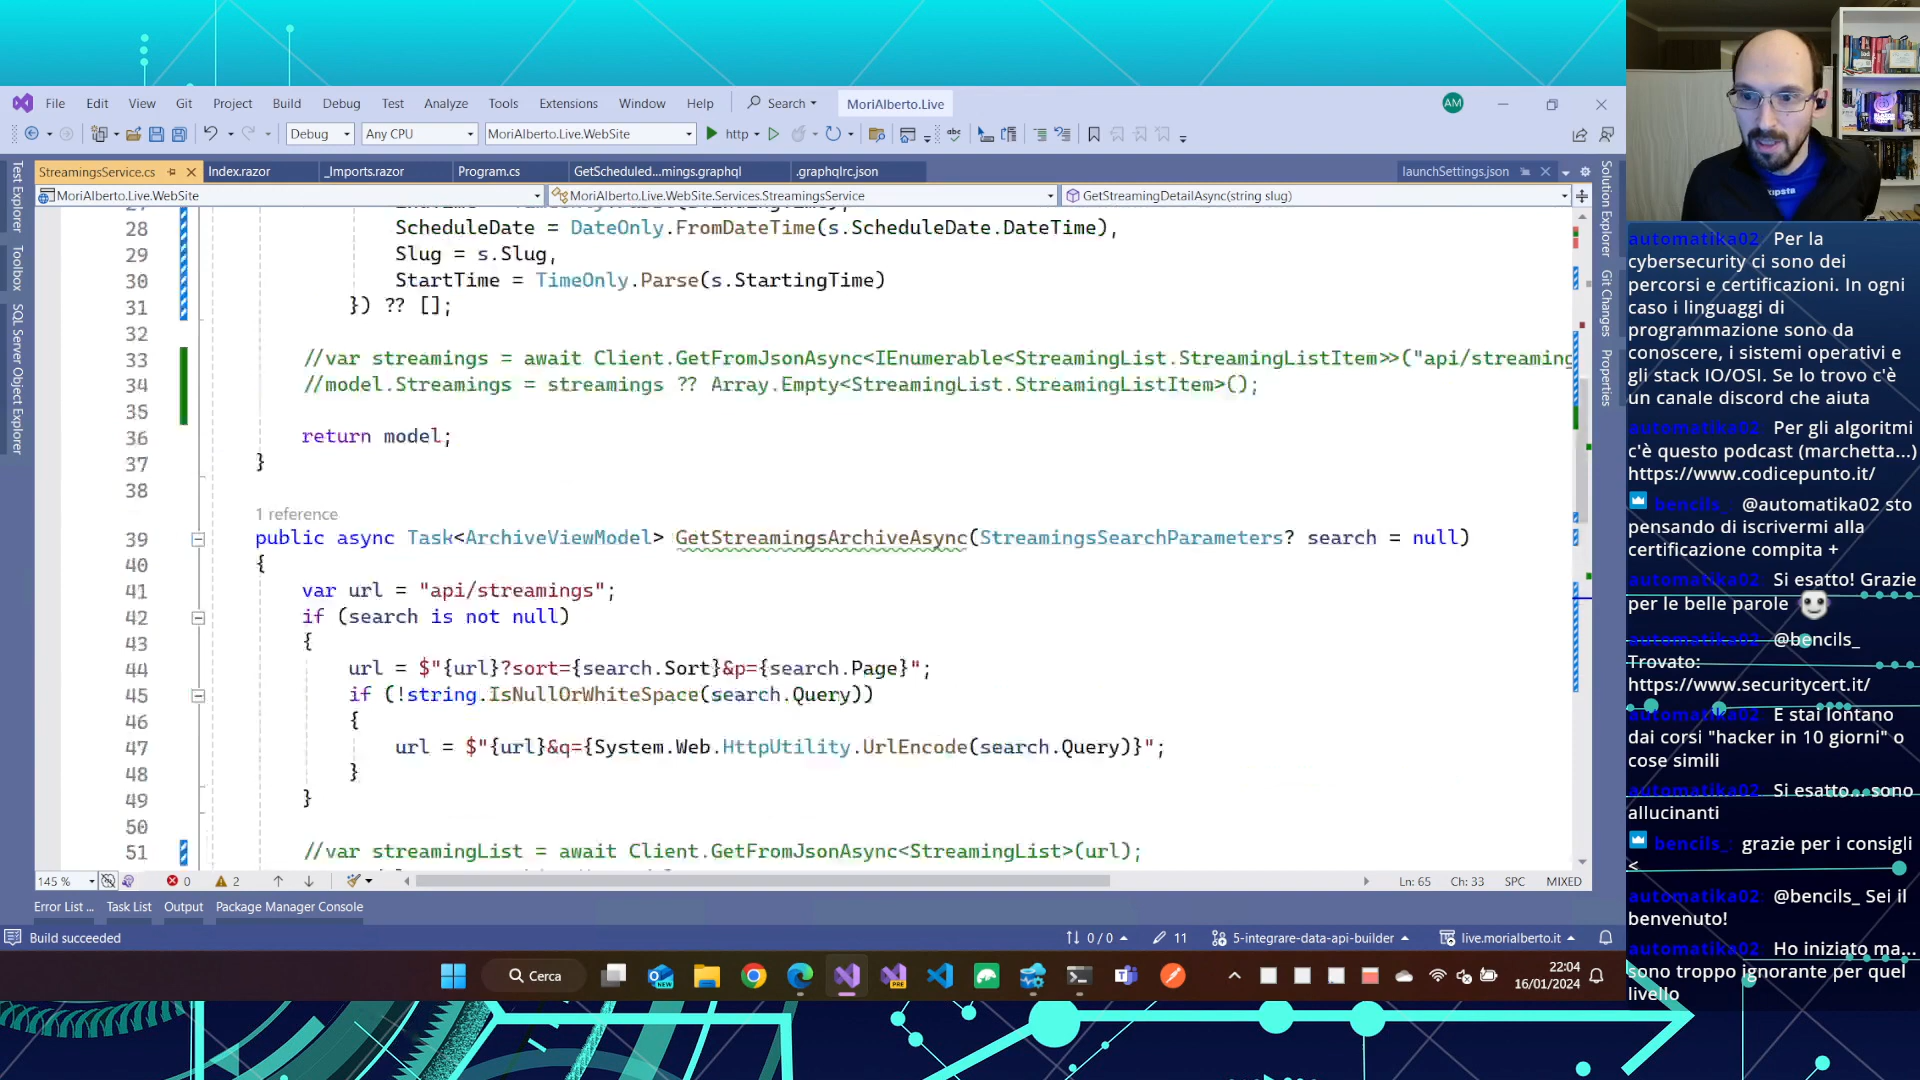 File Edit View Git Project Build Debug Test Analyze Tools Extensions Window Help Search MoriAlberto.Live AM
Debug Any CPU MoriAlberto.Live.WebSite http
StreamingsService.cs Index.razor _Imports.razor Program.cs GetScheduled...mings.graphql .graphqlrc.json launchSettings.json
MoriAlberto.Live.WebSite MoriAlberto.Live.WebSite.Services.StreamingsService GetStreamingDetailAsync(string slug)
Test Explorer
Toolbox
SQL Server Object Explorer
Solution Explorer
Git Changes
Properties
28 ScheduleDate = DateOnly.FromDateTime(s.ScheduleDate.DateTime),
29 Slug = s.Slug,
30 StartTime = TimeOnly.Parse(s.StartingTime)
31 }) ?? [];
32
33 //var streamings = await Client.GetFromJsonAsync<IEnumerable<StreamingList.StreamingListItem>>("api/streaming
34 //model.Streamings = streamings ?? Array.Empty<StreamingList.StreamingListItem>();
35
36 return model;
37 }
38
1 reference
39 public async Task<ArchiveViewModel> GetStreamingsArchiveAsync(StreamingsSearchParameters? search = null)
40 {
41 var url = "api/streamings";
42 if (search is not null)
43 {
44 url = $"{url}?sort={search.Sort}&p={search.Page}";
45 if (!string.IsNullOrWhiteSpace(search.Query))
46 {
47 url = $"{url}&q={System.Web.HttpUtility.UrlEncode(search.Query)}";
48 }
49 }
50
51 //var streamingList = await Client.GetFromJsonAsync<StreamingList>(url);
145 % 0 2 Ln: 65 Ch: 33 SPC MIXED
Error List ... Task List Output Package Manager Console
Build succeeded 0 / 0 11 5-integrare-data-api-builder live.morialberto.it
Cerca
22:04
16/01/2024
automatika02 Per la
cybersecurity ci sono dei
percorsi e certificazioni. In ogni
caso i linguaggi di
programmazione sono da
conoscere, i sistemi operativi e
gli stack IO/OSI. Se lo trovo c'è
un canale discord che aiuta
automatika02 Per gli algoritmi
c'è questo podcast (marchetta...)
https://www.codicepunto.it/
bencils_: @automatika02 sto
pensando di iscrivermi alla
certificazione compita +
automatika02 Si esatto! Grazie
per le belle parole
automatika02 @bencils_
Trovato:
https://www.securitycert.it/
automatika02 E stai lontano
dai corsi "hacker in 10 giorni" o
cose simili
automatika02 Si esatto... sono
allucinanti
bencils_: grazie per i consigli
<
automatika02 @bencils_ Sei il
benvenuto!
automatika02 Ho iniziato ma...
sono troppo ignorante per quel
livello